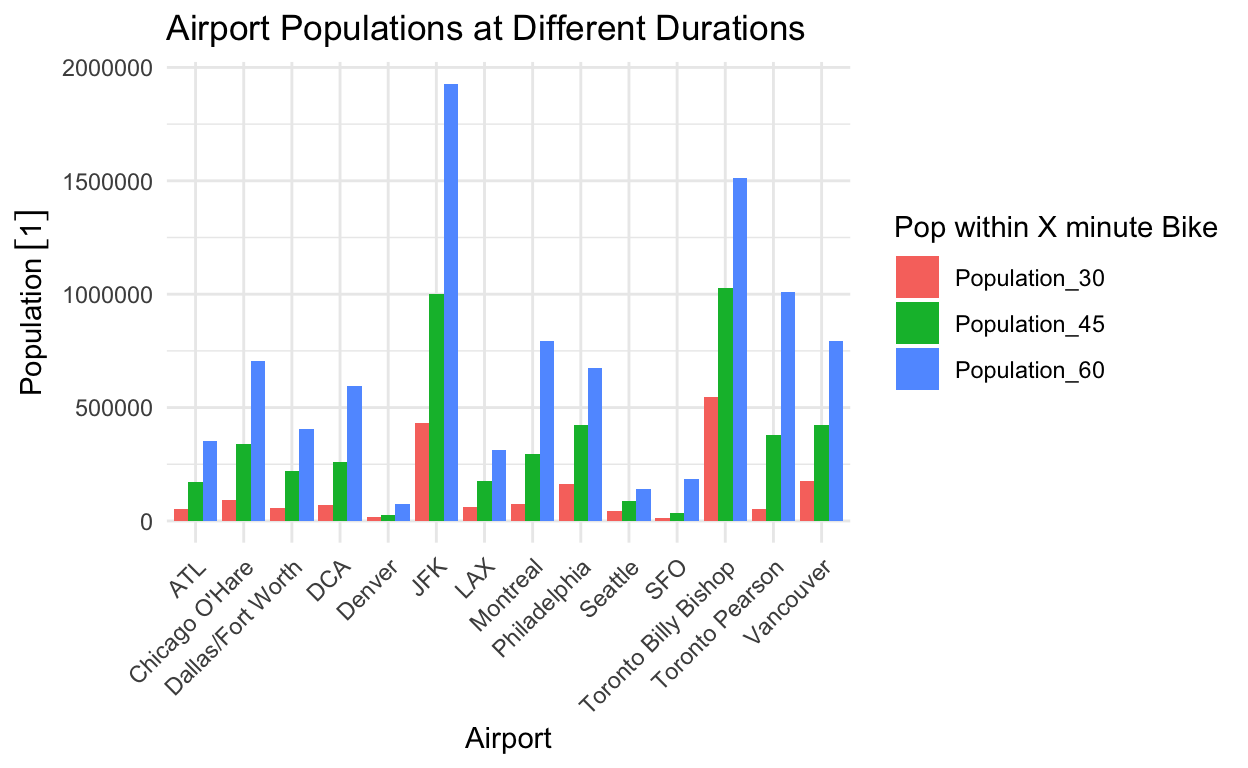 Airport Populations at Different Durations
2000000
1500000
1000000
500000
0
Population [1]
ATL
Chicago O'Hare
Dallas/Fort Worth
DCA
Denver
JFK
LAX
Montreal
Philadelphia
Seattle
SFO
Toronto Billy Bishop
Toronto Pearson
Vancouver
Airport
Pop within X minute Bike
Population_30
Population_45
Population_60